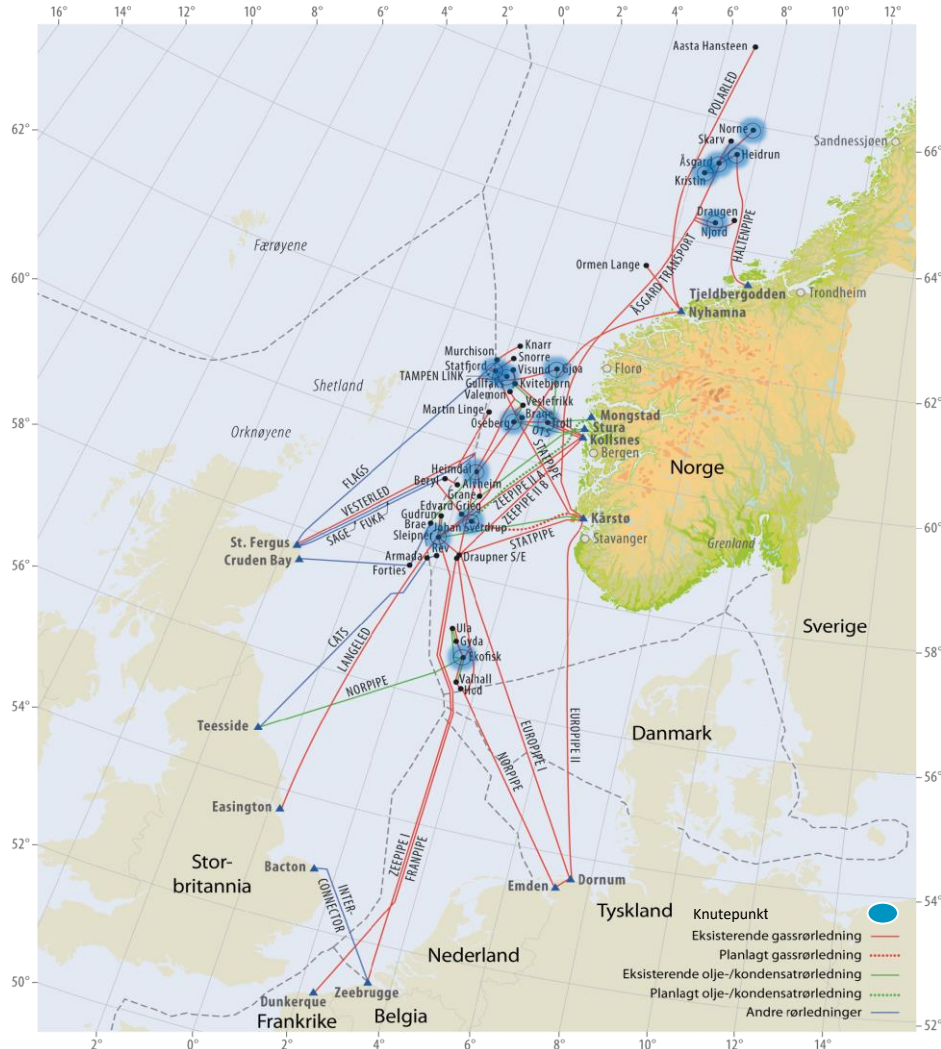 16°
14°
12°
10°
8°
6°
4°
2°
0°
2°
4°
6°
8°
10°
12°
Aasta Hansteen
POLARLED
62°
Norne
Skarv
Sandnessjøen
66°
Åsgard
Heidrun
Kristin
Draugen
Njord
HALTENPIPE
Færøyene
ÅSGARD TRANSPORT
Ormen Lange
60°
64°
Tjeldbergodden
Trondheim
Nyhamna
Knarr
Murchison
Snorre
Statfjord
Visund
Gjøa
TAMPEN LINK
Gullfaks
Kvitebjørn
Florø
Shetland
Valemon
Veslefrikk
62°
Martin Linge
Brage
Mongstad
58°
Oseberg
Troll
OTS
Stura
Kollsnes
Orknøyene
STATPIPE
Bergen
Norge
FLAGS
Heimdal
Beryl
Alvheim
VESTERLED
Grane
ZEEPIPE II A
ZEEPIPE II B
SAGE
FUKA
Edvard Grieg
Gudrun
Brae
Johan Sverdrup
Kårstø
60°
St. Fergus
Sleipner
STATPIPE
Stavanger
Grenland
Rev
Cruden Bay
Armada
Draupner S/E
56°
Forties
CATS
LANGELED
Ula
Sverige
Gyda
Ekofisk
58°
NORPIPE
Valhall
Hod
54°
Teesside
EUROPIPE I
EUROPIPE II
Danmark
NORPIPE
56°
Easington
52°
ZEEPIPE I
FRANPIPE
Stor-
britannia
Bacton
INTER-
CONNECTOR
Dornum
Emden
Tyskland
54°
Knutepunkt
Eksisterende gassrørledning
Nederland
Planlagt gassrørledning
50°
Eksisterende olje-/kondensatrørledning
Zeebrugge
Planlagt olje-/kondensatrørledning
Dunkerque
Andre rørledninger
Frankrike
Belgia
52°
2°
0°
2°
4°
6°
8°
10°
12°
14°